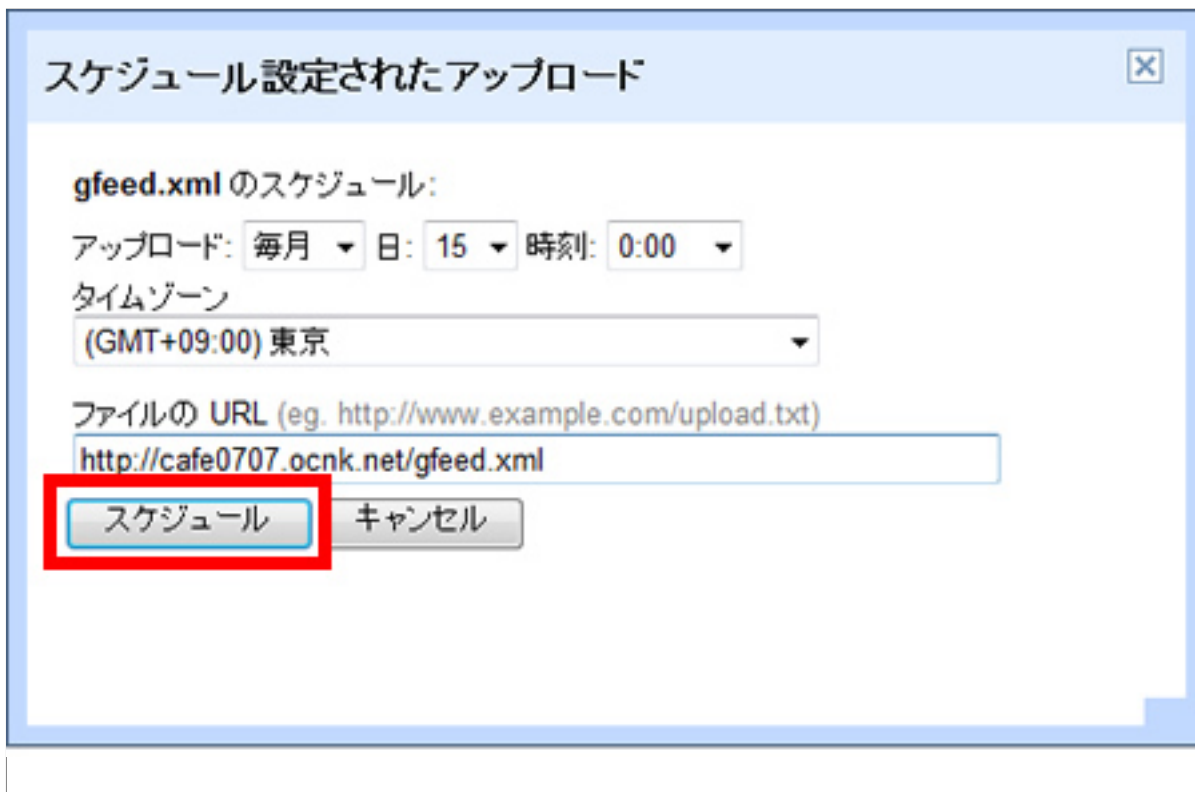 スケジュール設定されたアップロード
gfeed.xml のスケジュール:
アップロード: 毎月 日: 15 時刻: 0:00
タイムゾーン
(GMT+09:00) 東京
ファイルの URL (eg. http://www.example.com/upload.txt)
http://cafe0707.ocnk.net/gfeed.xml
スケジュール キャンセル